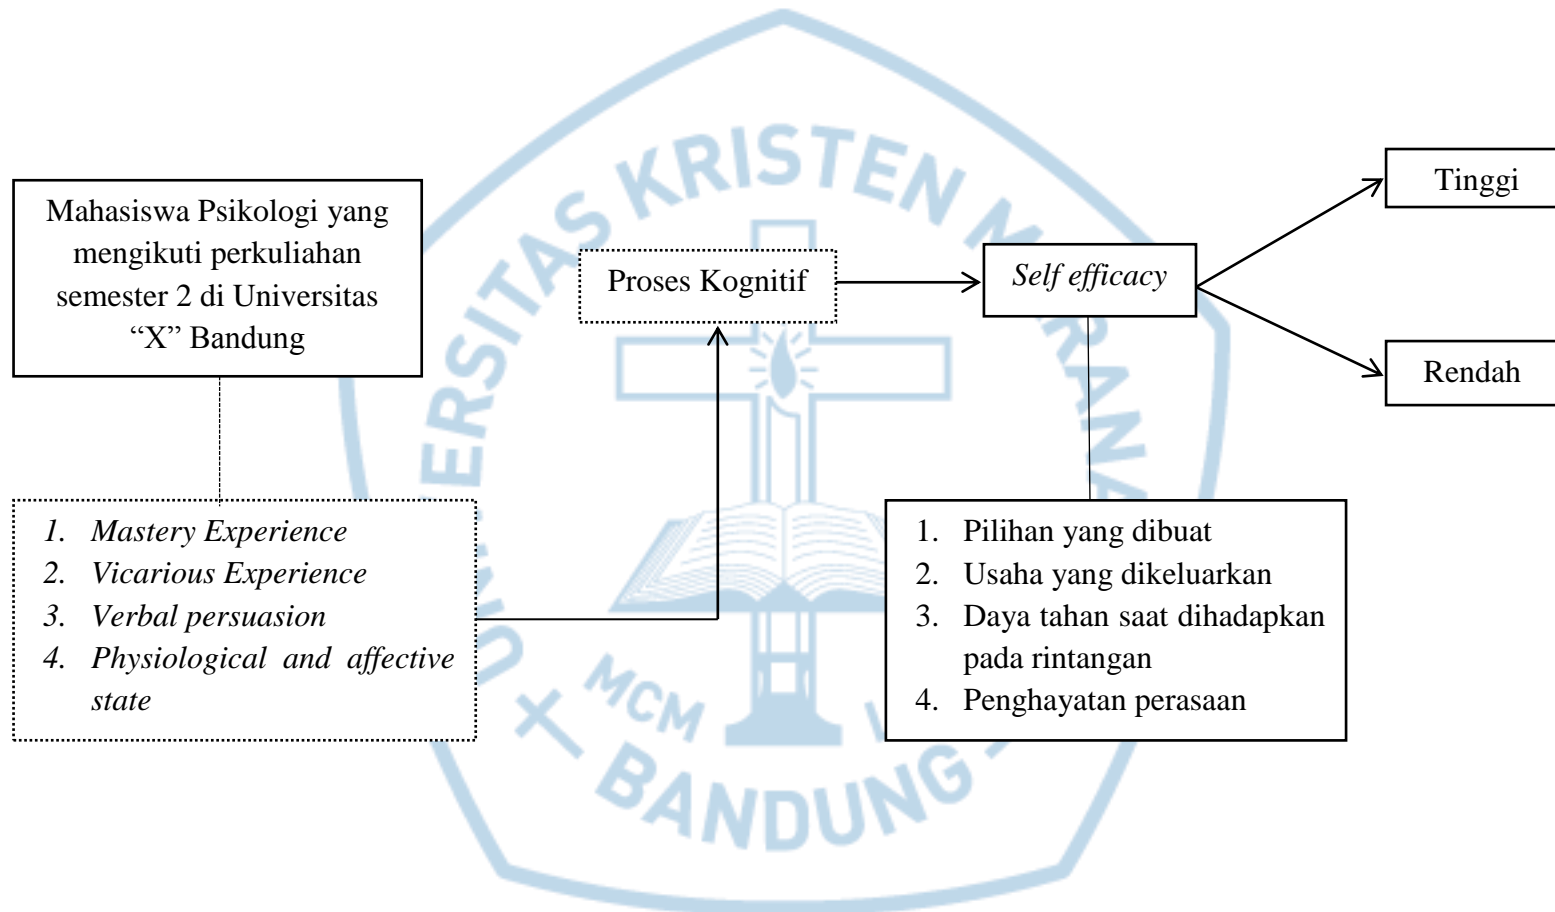 Mahasiswa Psikologi yang
mengikuti perkuliahan
semester 2 di Universitas
“X” Bandung
Proses Kognitif
Self efficacy
Tinggi
Rendah
1. Mastery Experience
2. Vicarious Experience
3. Verbal persuasion
4. Physiological and affective
state
1. Pilihan yang dibuat
2. Usaha yang dikeluarkan
3. Daya tahan saat dihadapkan
pada rintangan
4. Penghayatan perasaan
KRISTEN
MCM
BANDUNG